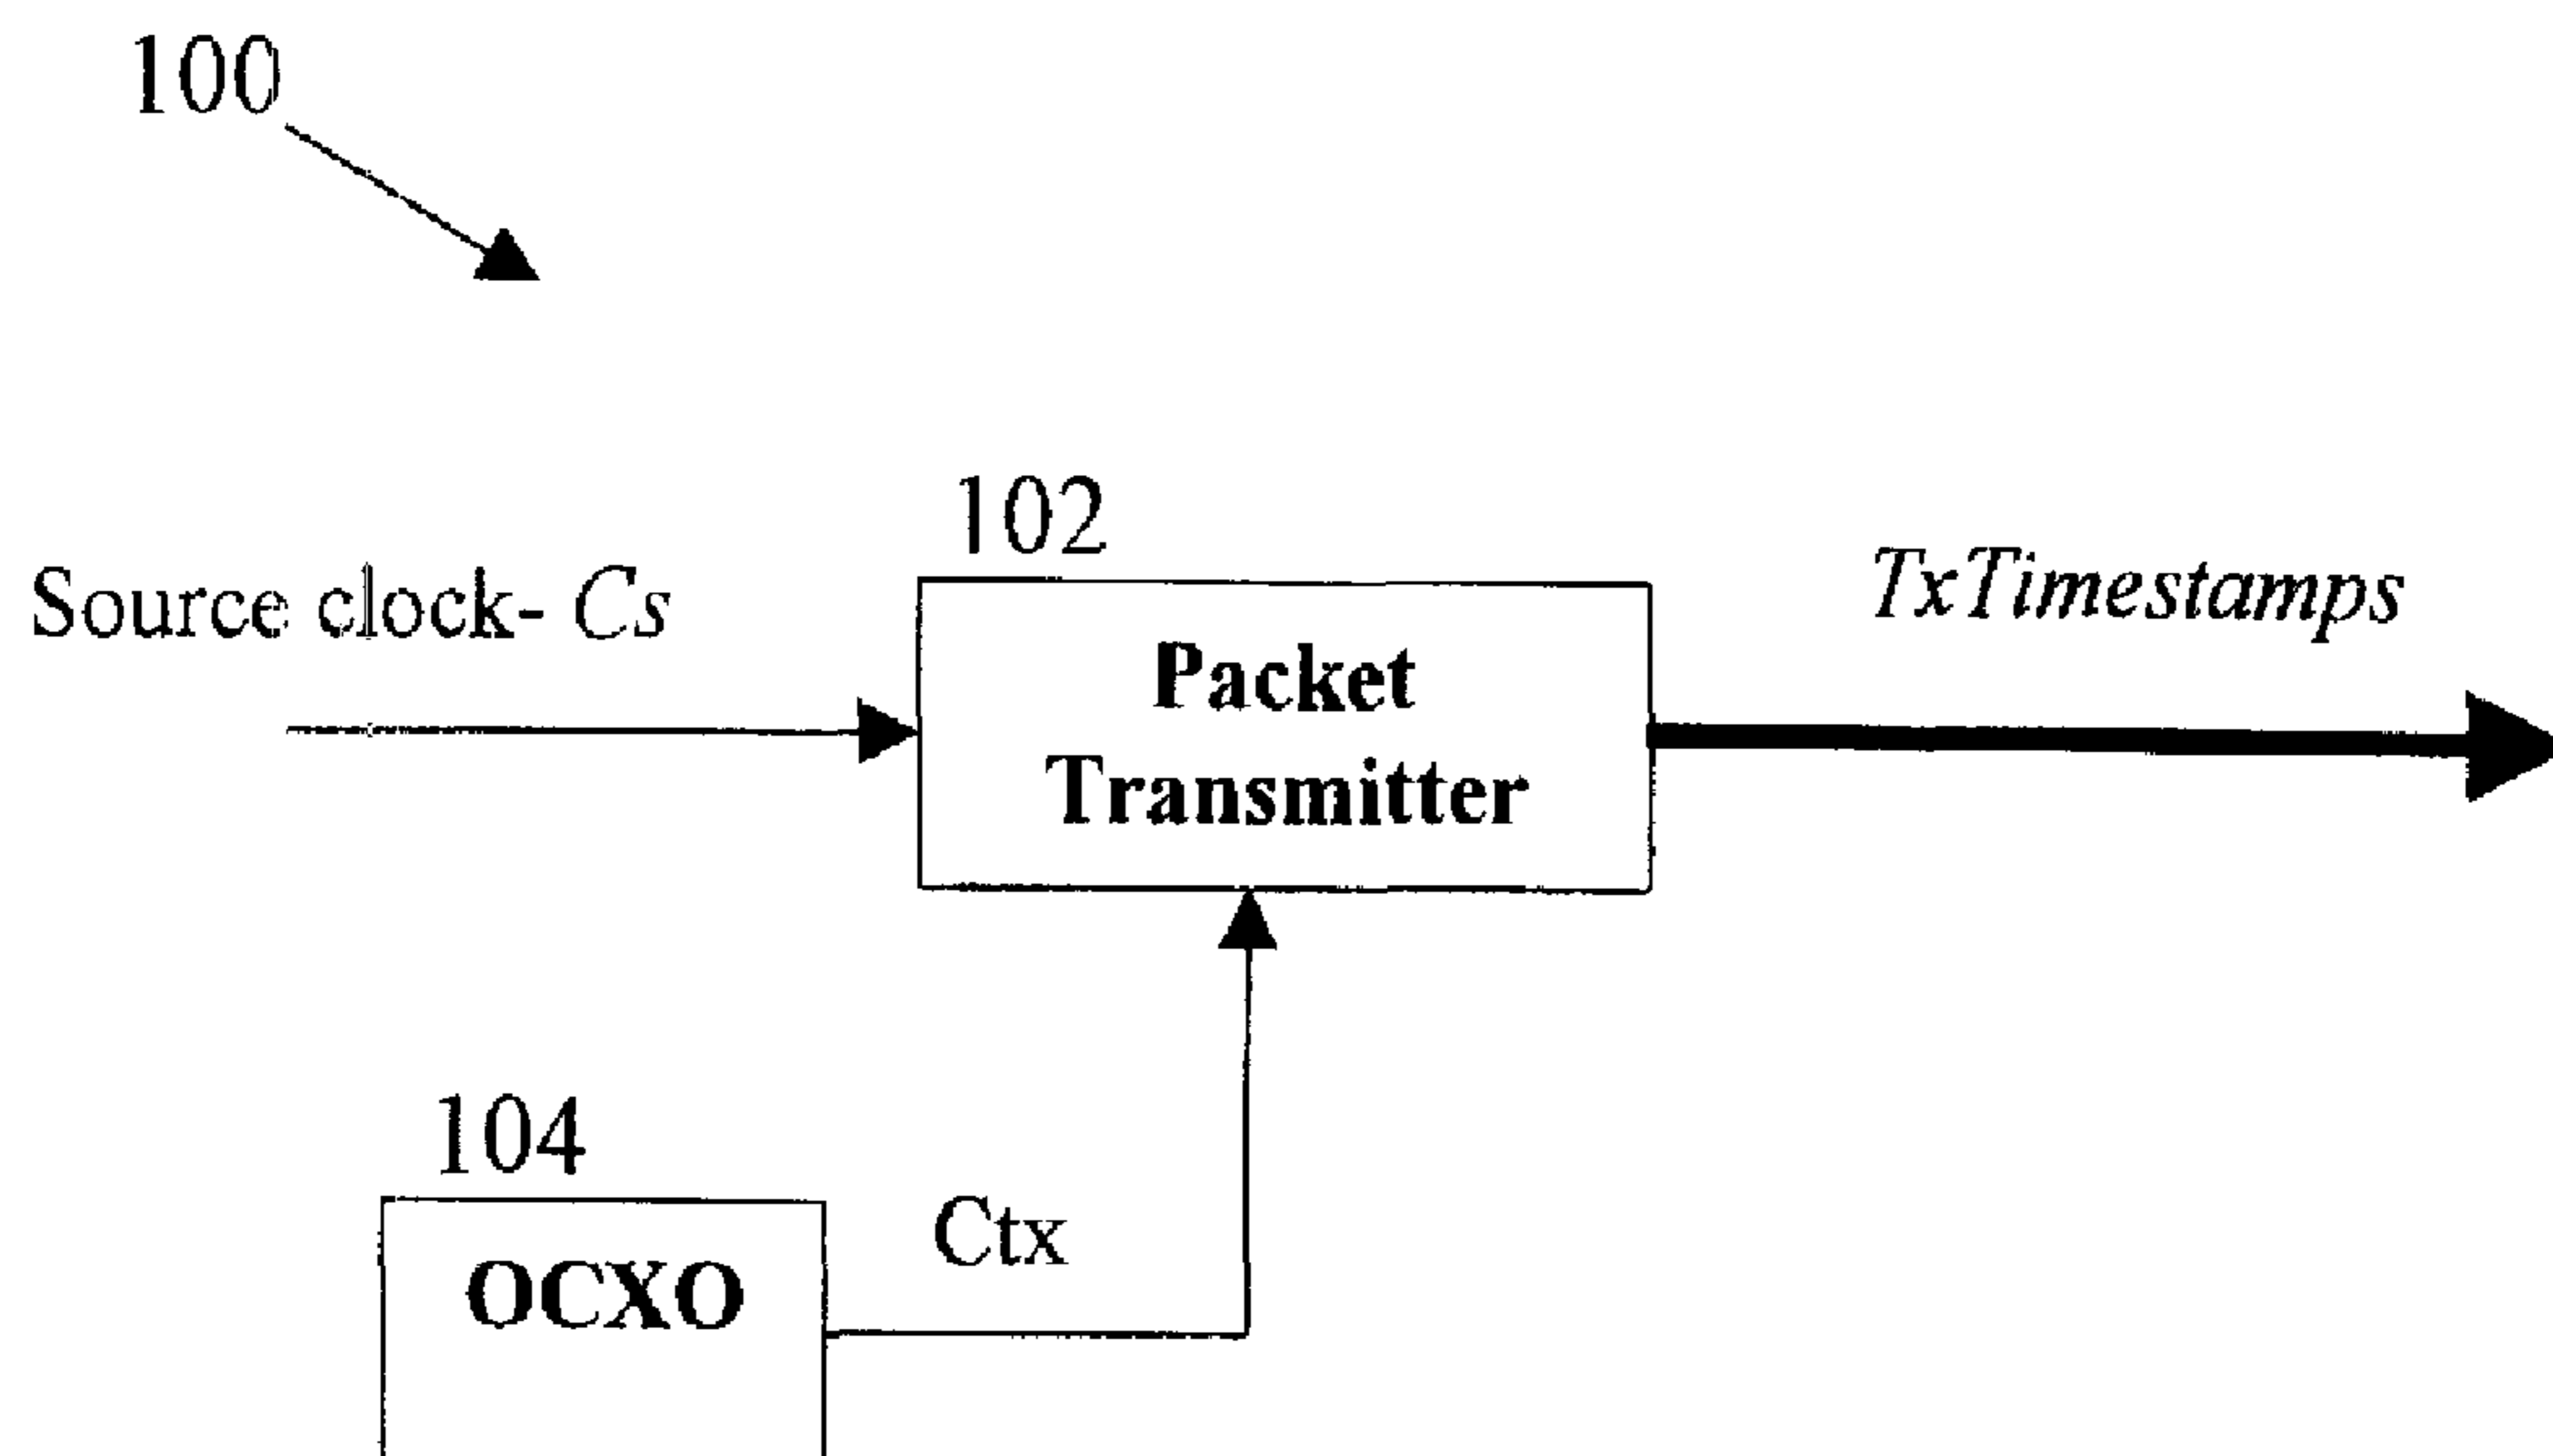 100
102
Source clock- Cs
TxTimestamps
Packet
Transmitter
104
Ctx
OCXO